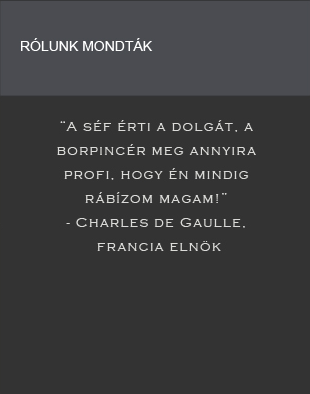 RÓLUNK MONDTÁK
"A séf érti a dolgát, a
borpincér meg annyira
profi, hogy én mindig
rábízom magam!"
- Charles de Gaulle,
francia elnök